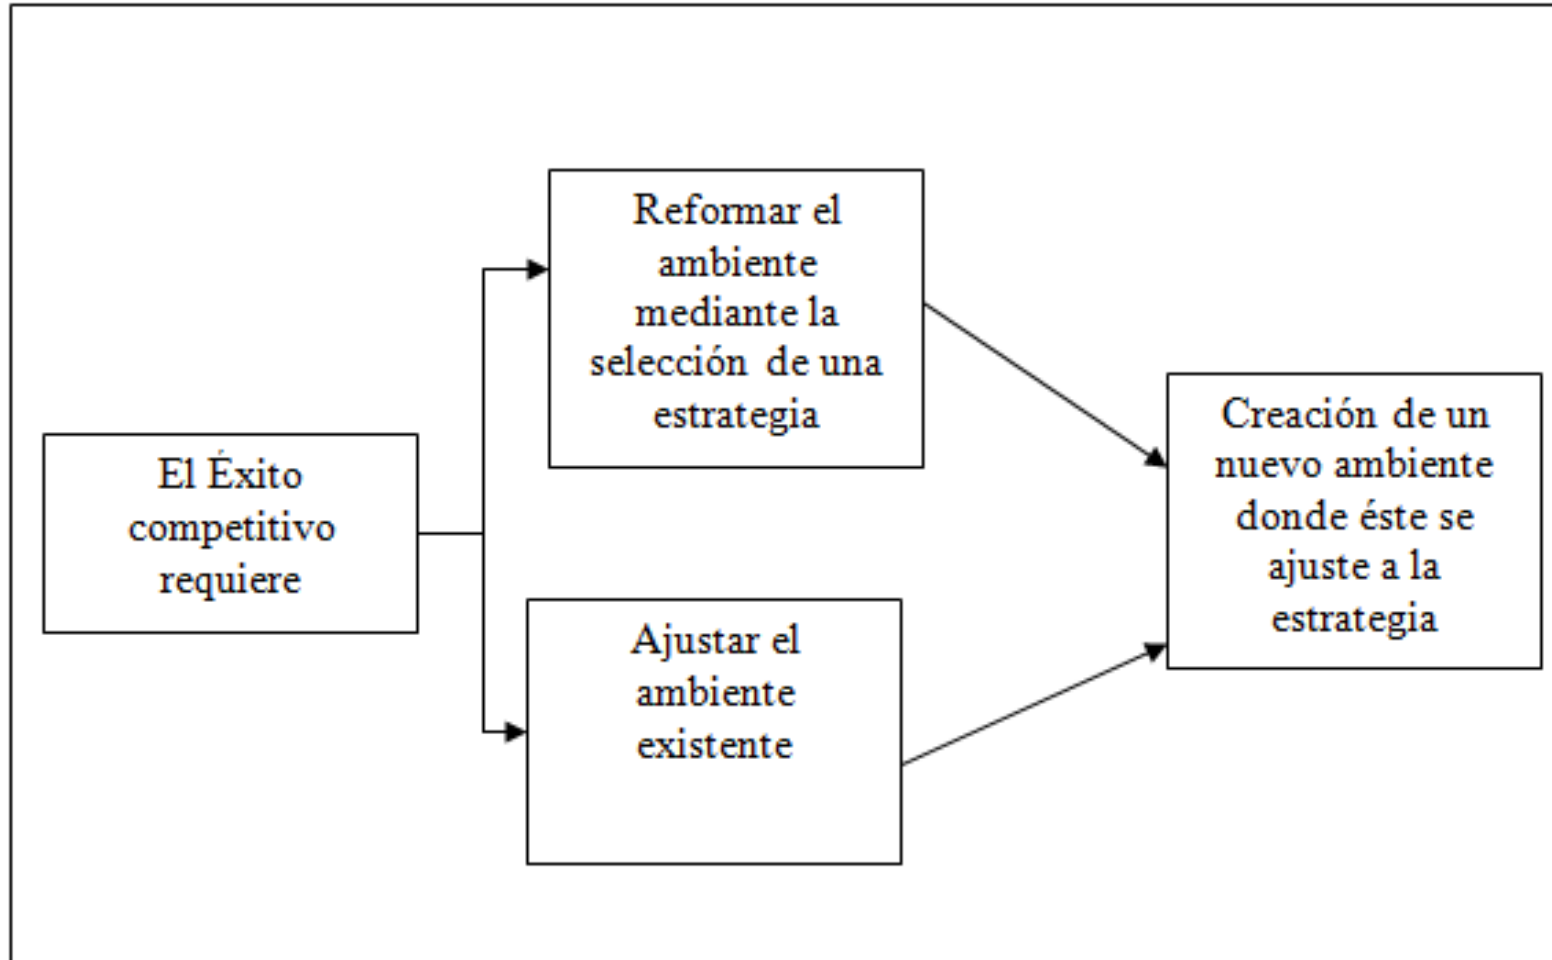 El Éxito
competitivo
requiere
Reformar el
ambiente
mediante la
selección de una
estrategia
Ajustar el
ambiente
existente
Creación de un
nuevo ambiente
donde éste se
ajuste a la
estrategia